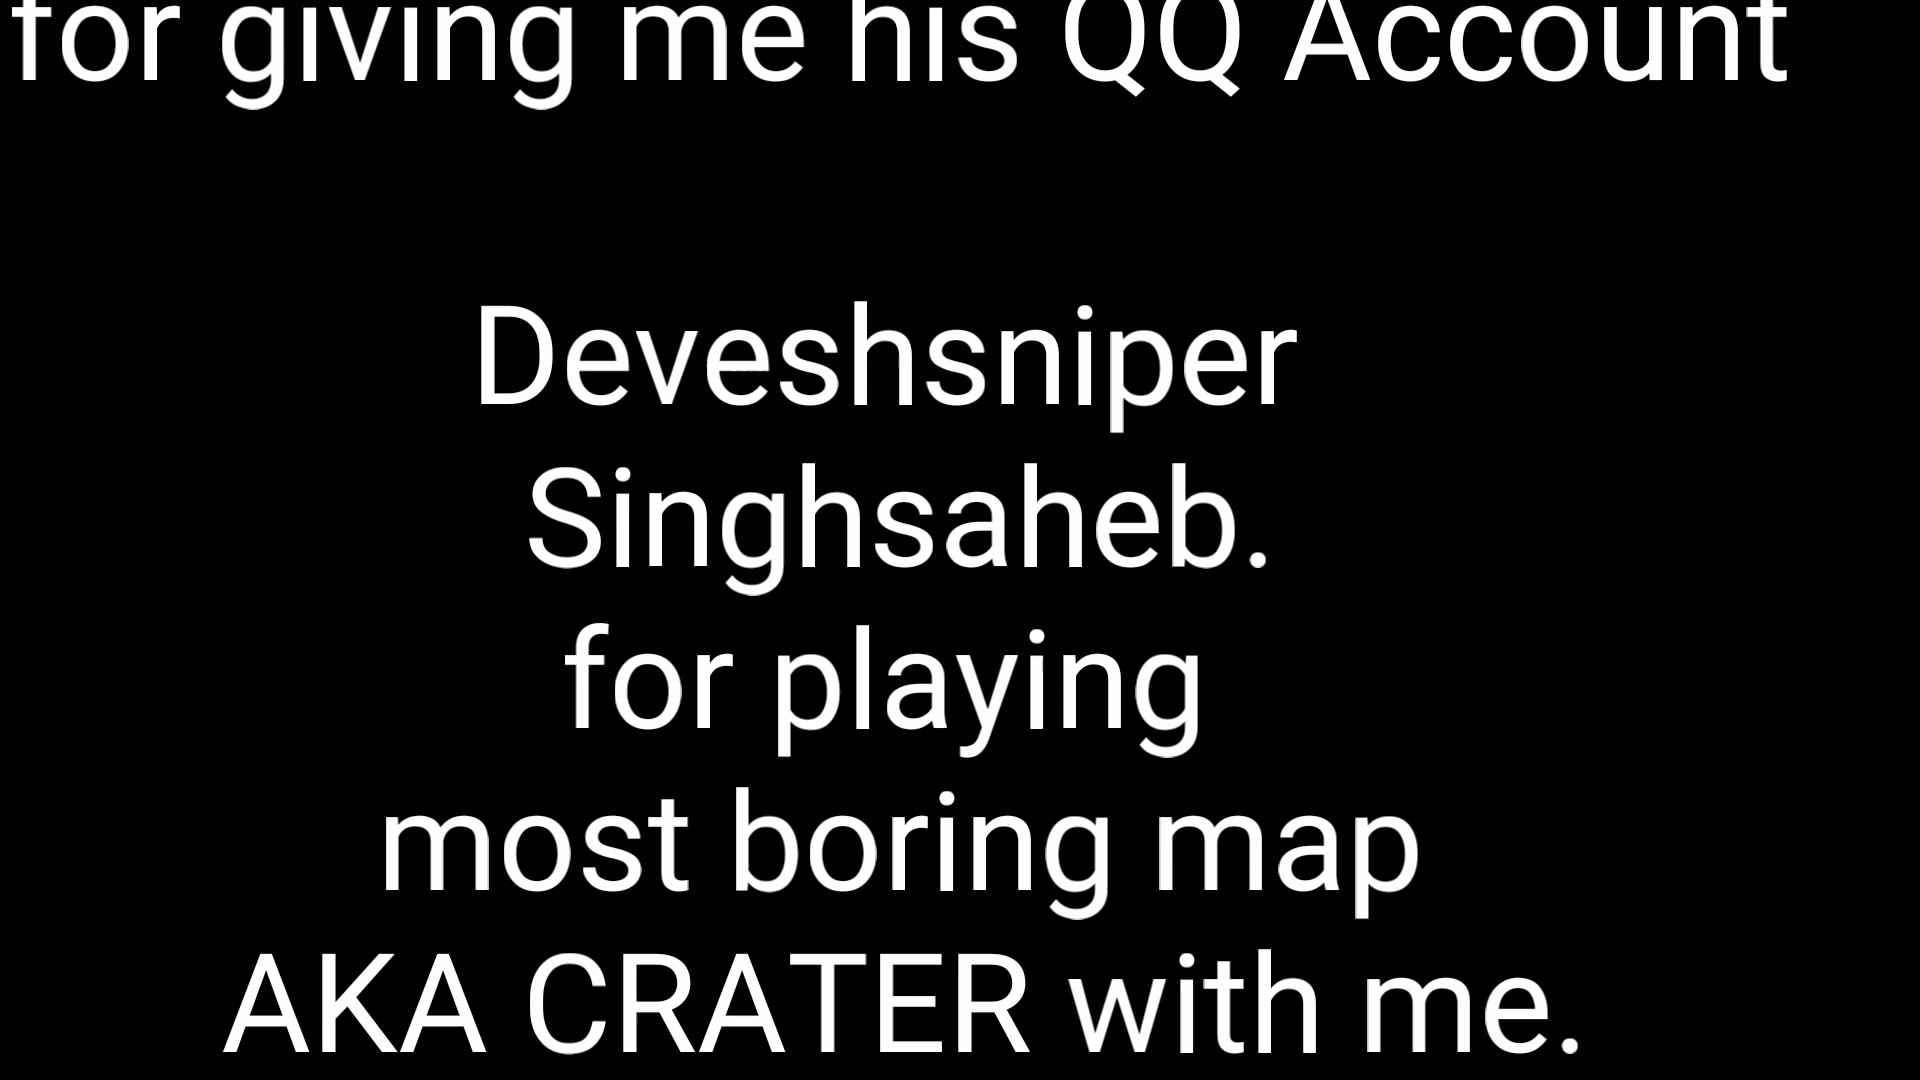 for giving me his QQ Account
Deveshsniper
Singhsaheb.
for playing
most boring map
AKA CRATER with me.